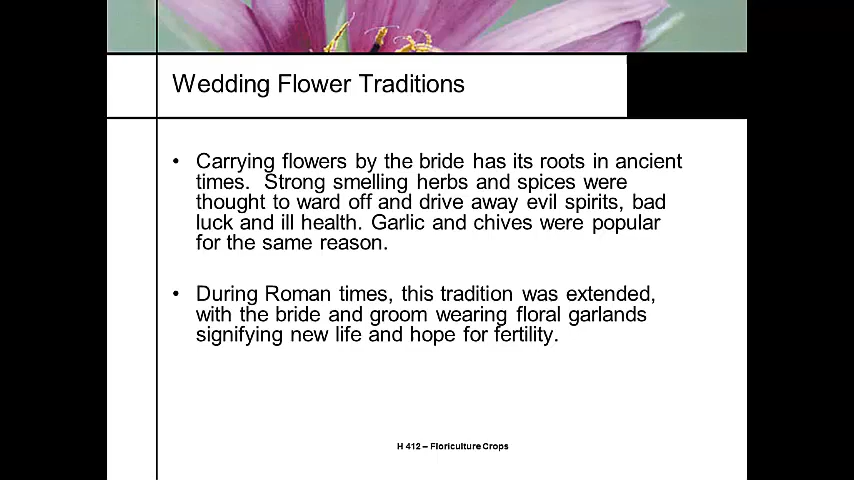 Wedding Flower Traditions
• Carrying flowers by the bride has its roots in ancient
times.  Strong smelling herbs and spices were
thought to ward off and drive away evil spirits, bad
luck and ill health. Garlic and chives were popular
for the same reason.
• During Roman times, this tradition was extended,
with the bride and groom wearing floral garlands
signifying new life and hope for fertility.
H 412 – Floriculture Crops